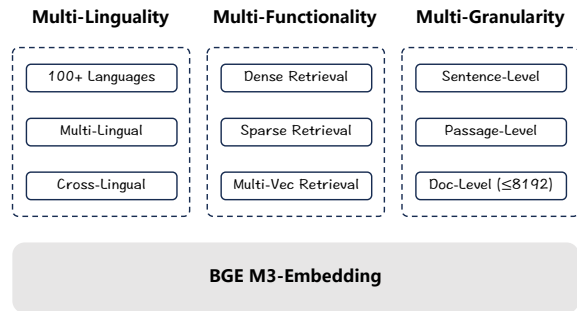 Multi-Linguality
100+ Languages
Multi-Lingual
Cross-Lingual
Multi-Functionality
Dense Retrieval
Sparse Retrieval
Multi-Vec Retrieval
Multi-Granularity
Sentence-Level
Passage-Level
Doc-Level (≤8192)
BGE M3-Embedding